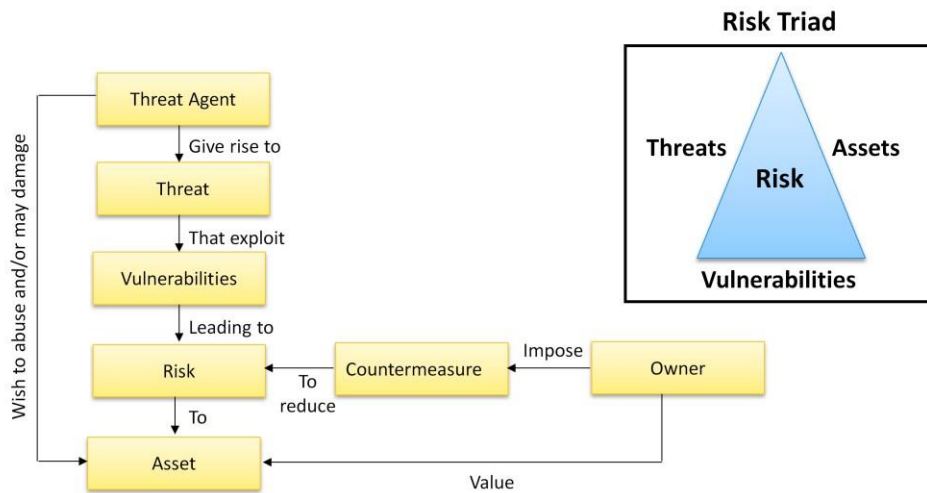 Risk Triad
Threats
Assets
Risk
Vulnerabilities
Threat Agent
Give rise to
Threat
That exploit
Vulnerabilities
Leading to
Risk
To
reduce
Countermeasure
Impose
Owner
To
Asset
Value
Wish to abuse and/or may damage